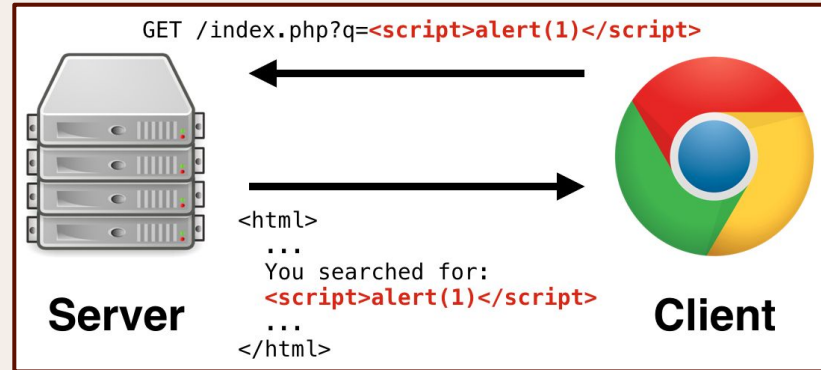 GET /index.php?q=<script>alert(1)</script>
<html>
...
You searched for:
<script>alert(1)</script>
...
</html>
Server
Client